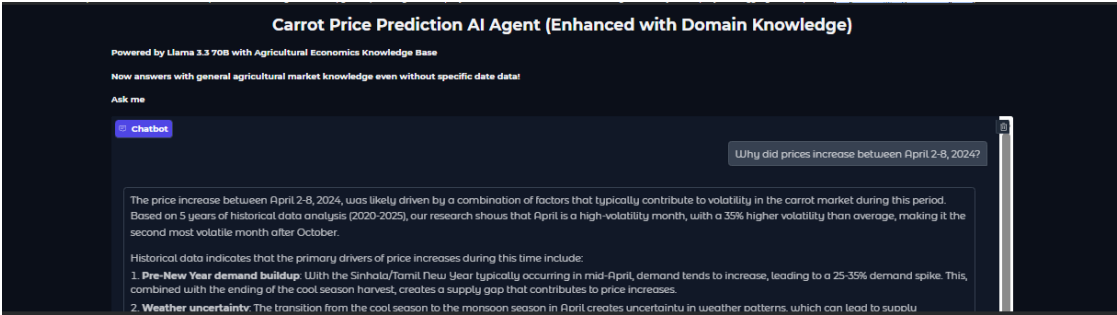 Carrot Price Prediction AI Agent (Enhanced with Domain Knowledge)
Powered by Llama 3.3 70B with Agricultural Economics Knowledge Base
Now answers with general agricultural market knowledge even without specific date data!
Ask me
Chatbot
Why did prices increase between April 2-8, 2024?
The price increase between April 2-8, 2024, was likely driven by a combination of factors that typically contribute to volatility in the carrot market during this period.
Based on 5 years of historical data analysis (2020-2025), our research shows that April is a high-volatility month, with a 35% higher volatility than average, making it the
second most volatile month after October.
Historical data indicates that the primary drivers of price increases during this time include:
1. Pre-New Year demand buildup: With the Sinhala/Tamil New Year typically occurring in mid-April, demand tends to increase, leading to a 25-35% demand spike. This,
combined with the ending of the cool season harvest, creates a supply gap that contributes to price increases.
2. Weather uncertainty: The transition from the cool season to the monsoon season in April creates uncertainty in weather patterns, which can lead to supply